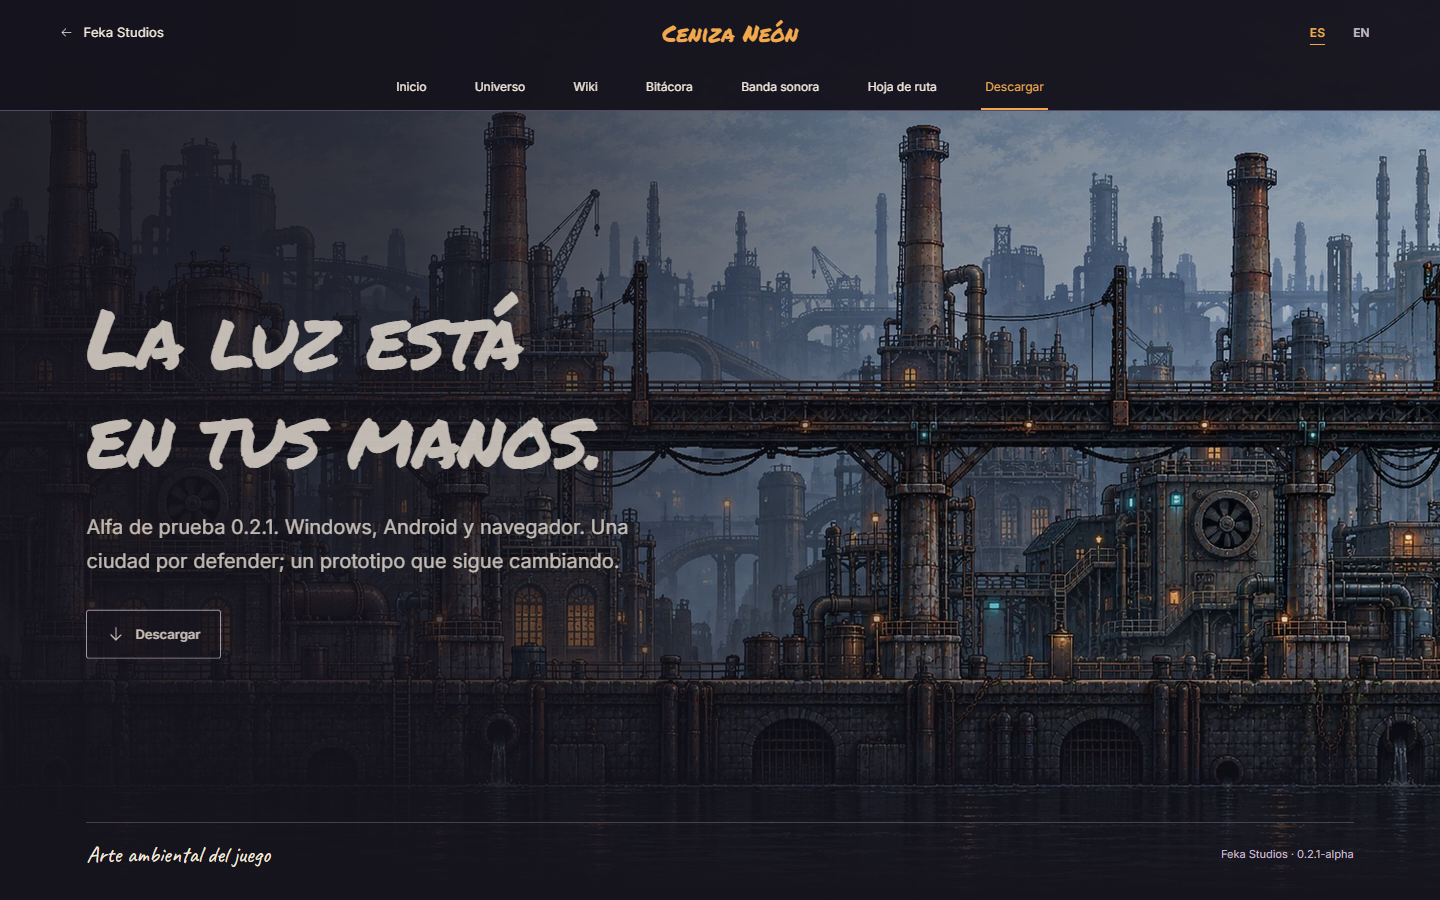 ← Feka Studios
Ceniza Neón
ES EN
Inicio Universo Wiki Bitácora Banda sonora Hoja de ruta Descargar
La luz está
en tus manos.
Alfa de prueba 0.2.1. Windows, Android y navegador. Una
ciudad por defender; un prototipo que sigue cambiando.
↓ Descargar
Arte ambiental del juego
Feka Studios · 0.2.1-alpha